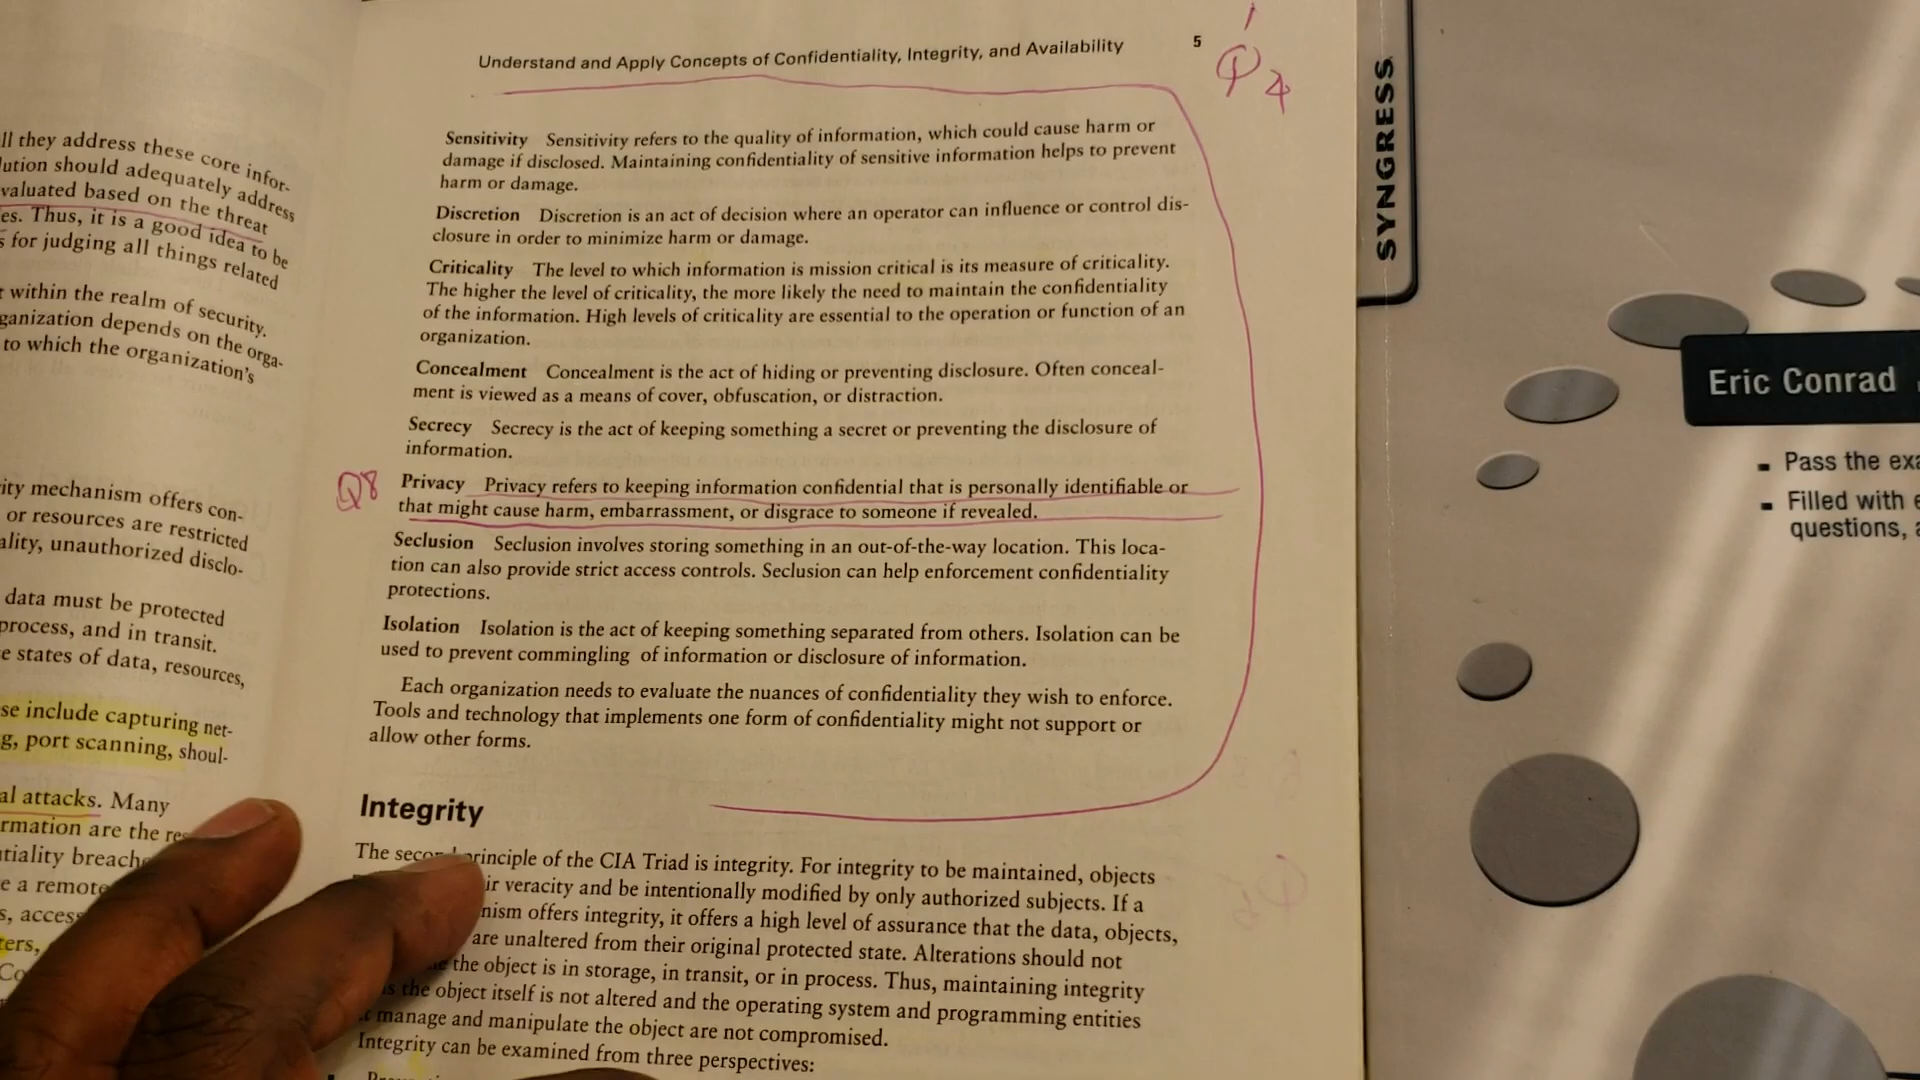 ll they address these core infor-
lution should adequately address
valuated based on the threat
es. Thus, it is a good idea to be
s for judging all things related
within the realm of security.
ganization depends on the orga-
to which the organization's
ity mechanism offers con-
or resources are restricted
ality, unauthorized disclo-
data must be protected
process, and in transit.
e states of data, resources,
se include capturing net-
g, port scanning, shoul-
al attacks. Many
rmation are the
ntiality breach
e a remote
s, access
ters,
Co
Understand and Apply Concepts of Confidentiality, Integrity, and Availability 5
Sensitivity Sensitivity refers to the quality of information, which could cause harm or
damage if disclosed. Maintaining confidentiality of sensitive information helps to prevent
harm or damage.
Discretion Discretion is an act of decision where an operator can influence or control dis-
closure in order to minimize harm or damage.
Criticality The level to which information is mission critical is its measure of criticality.
The higher the level of criticality, the more likely the need to maintain the confidentiality
of the information. High levels of criticality are essential to the operation or function of an
organization.
Concealment Concealment is the act of hiding or preventing disclosure. Often conceal-
ment is viewed as a means of cover, obfuscation, or distraction.
Secrecy Secrecy is the act of keeping something a secret or preventing the disclosure of
information.
Q8 Privacy Privacy refers to keeping information confidential that is personally identifiable or
that might cause harm, embarrassment, or disgrace to someone if revealed.
Seclusion Seclusion involves storing something in an out-of-the-way location. This loca-
tion can also provide strict access controls. Seclusion can help enforcement confidentiality
protections.
Isolation Isolation is the act of keeping something separated from others. Isolation can be
used to prevent commingling of information or disclosure of information.
Each organization needs to evaluate the nuances of confidentiality they wish to enforce.
Tools and technology that implements one form of confidentiality might not support or
allow other forms.
Integrity
The second principle of the CIA Triad is integrity. For integrity to be maintained, objects
ir veracity and be intentionally modified by only authorized subjects. If a
nism offers integrity, it offers a high level of assurance that the data, objects,
are unaltered from their original protected state. Alterations should not
the object is in storage, in transit, or in process. Thus, maintaining integrity
the object itself is not altered and the operating system and programming entities
manage and manipulate the object are not compromised.
Integrity can be examined from three perspectives:
SYNGRESS
Eric Conrad
Pass the exa
Filled with e
questions, a